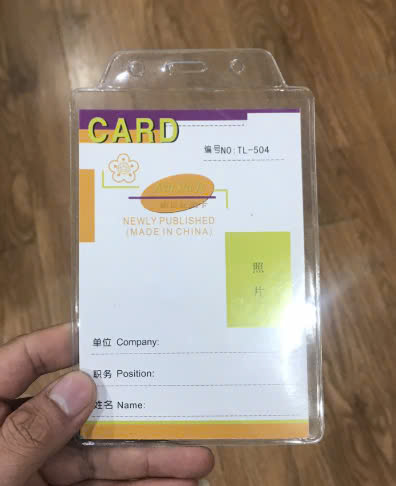 CARD
编号NO: TL-504
NEWLY PUBLISHED
(MADE IN CHINA)
照
片
单位 Company:
职务 Position:
姓名 Name: